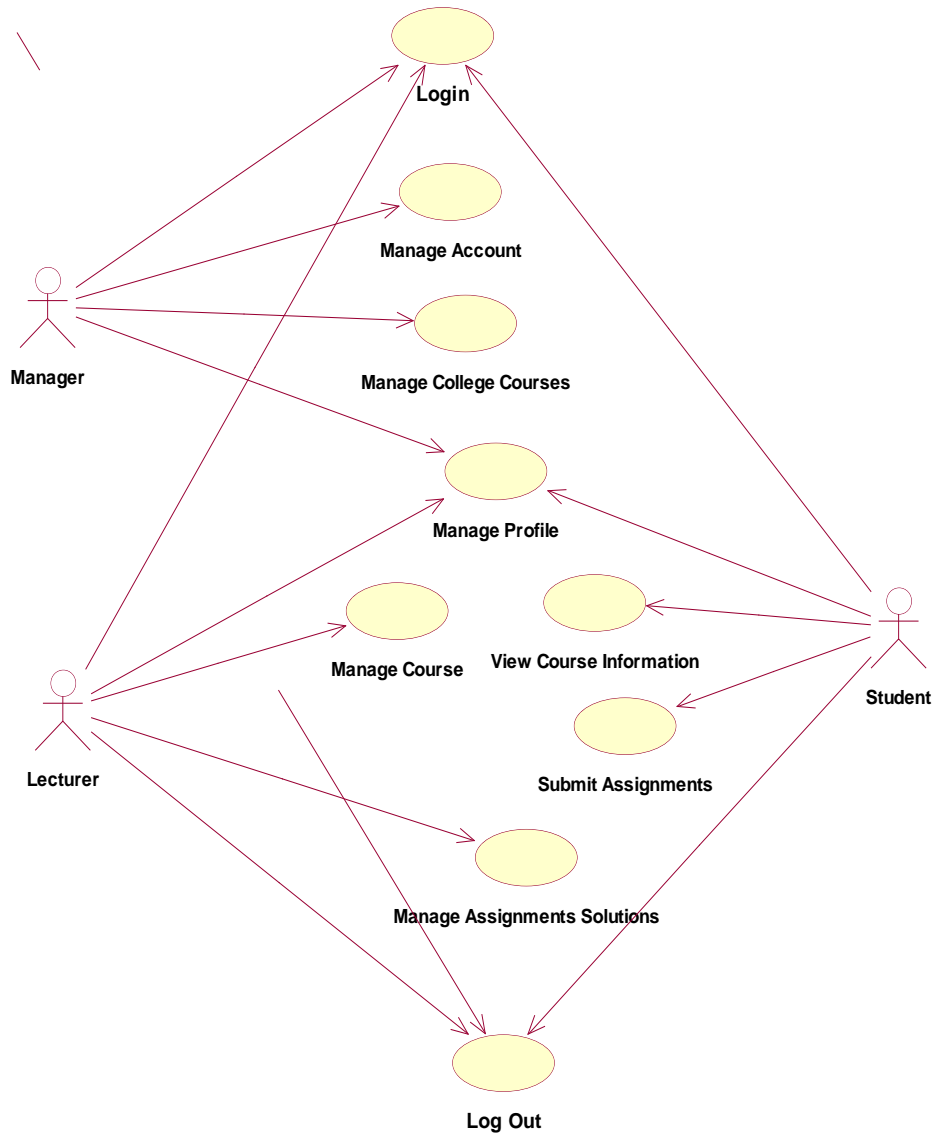 Login
Manage Account
Manager
Manage College Courses
Manage Profile
Manage Course
View Course Information
Student
Lecturer
Submit Assignments
Manage Assignments Solutions
Log Out